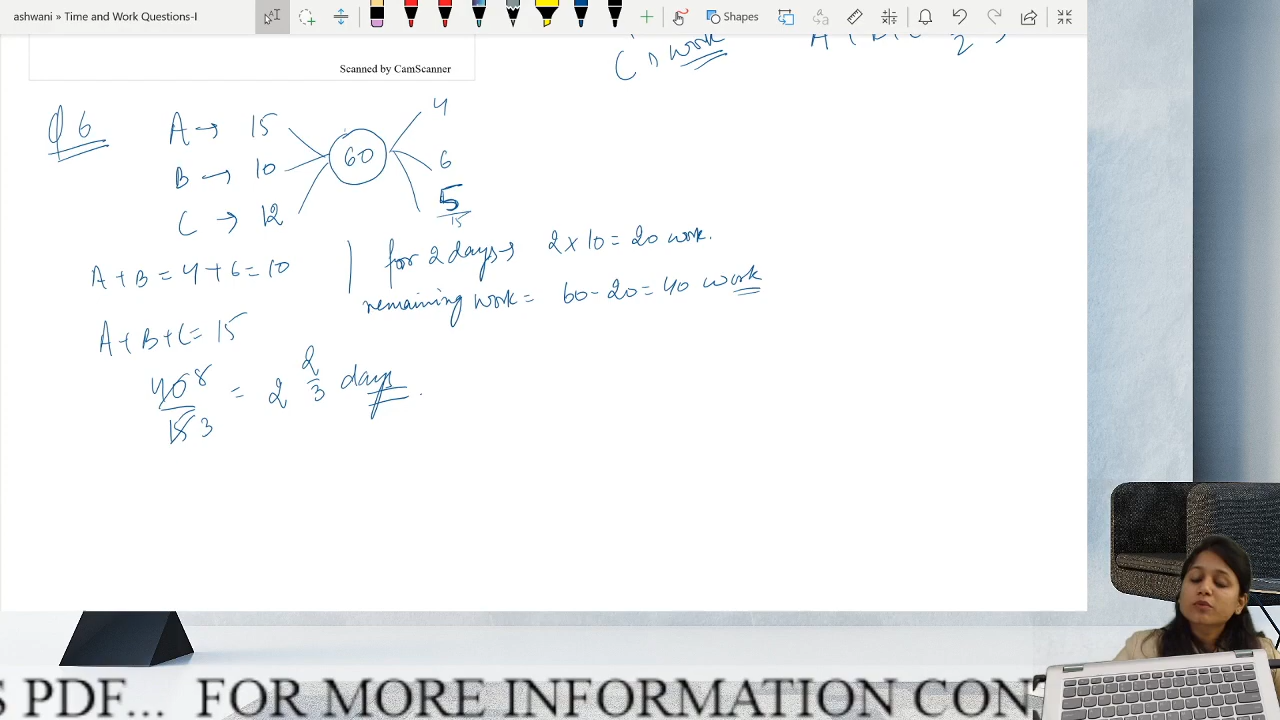 ashwani » Time and Work Questions-I
Shapes
Scanned by CamScanner
C n work
2
Q 6
A → 15
B → 10
C → 12
60
4
6
5
15
A + B = 4 + 6 = 10
for 2 days → 2 × 10 = 20 work.
remaining work = 60 - 20 = 40 work
A + B + C = 15
40 8
15 3
= 2 2/3 days.
S PDF... FOR MORE INFORMATION CON